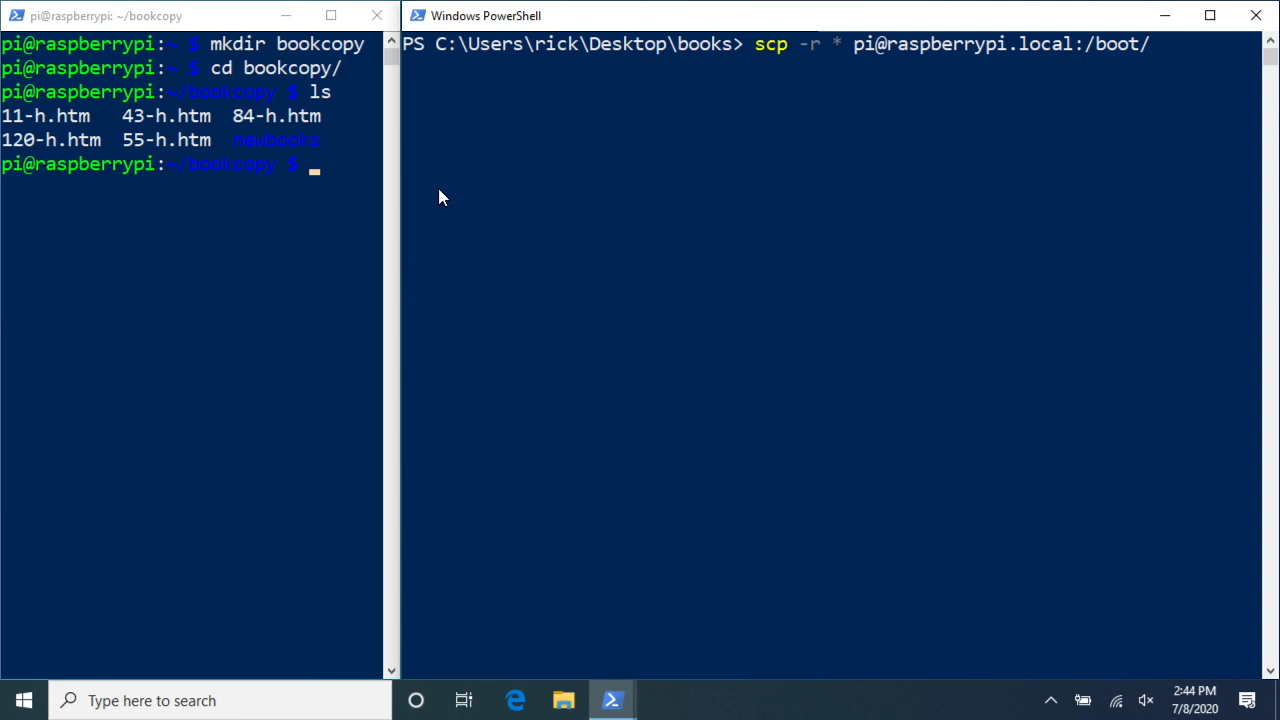 pi@raspberrypi: ~/bookcopy
pi@raspberrypi:~ $ mkdir bookcopy
pi@raspberrypi:~ $ cd bookcopy/
pi@raspberrypi:~/bookcopy $ ls
11-h.htm 43-h.htm 84-h.htm
120-h.htm 55-h.htm newbooks
pi@raspberrypi:~/bookcopy $
Windows PowerShell
PS C:\Users\rick\Desktop\books> scp -r * pi@raspberrypi.local:/boot/
Type here to search
2:44 PM
7/8/2020